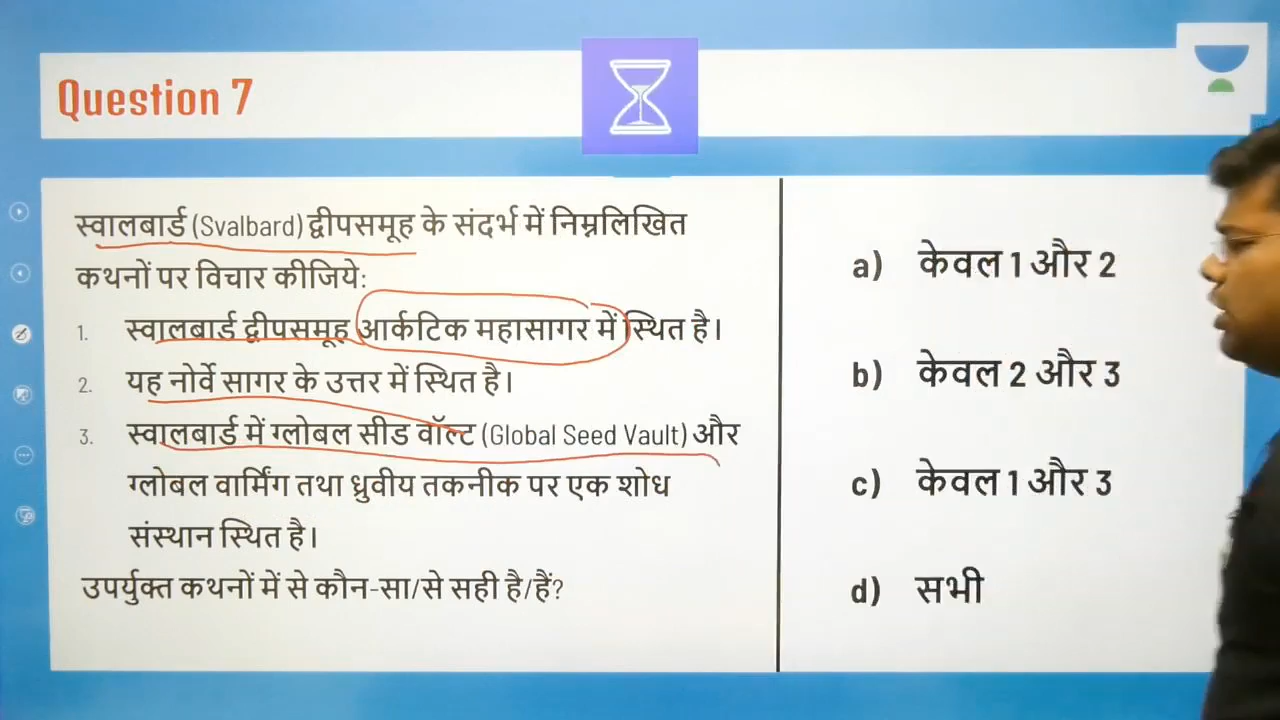 Question 7
स्वालबार्ड (Svalbard) द्वीपसमूह के संदर्भ में निम्नलिखित
कथनों पर विचार कीजिये:
1. स्वालबार्ड द्वीपसमूह आर्कटिक महासागर में स्थित है।
2. यह नोर्वे सागर के उत्तर में स्थित है।
3. स्वालबार्ड में ग्लोबल सीड वॉल्ट (Global Seed Vault) और
ग्लोबल वार्मिंग तथा ध्रुवीय तकनीक पर एक शोध
संस्थान स्थित है।
उपर्युक्त कथनों में से कौन-सा/से सही है/हैं?
a) केवल 1 और 2
b) केवल 2 और 3
c) केवल 1 और 3
d) सभी